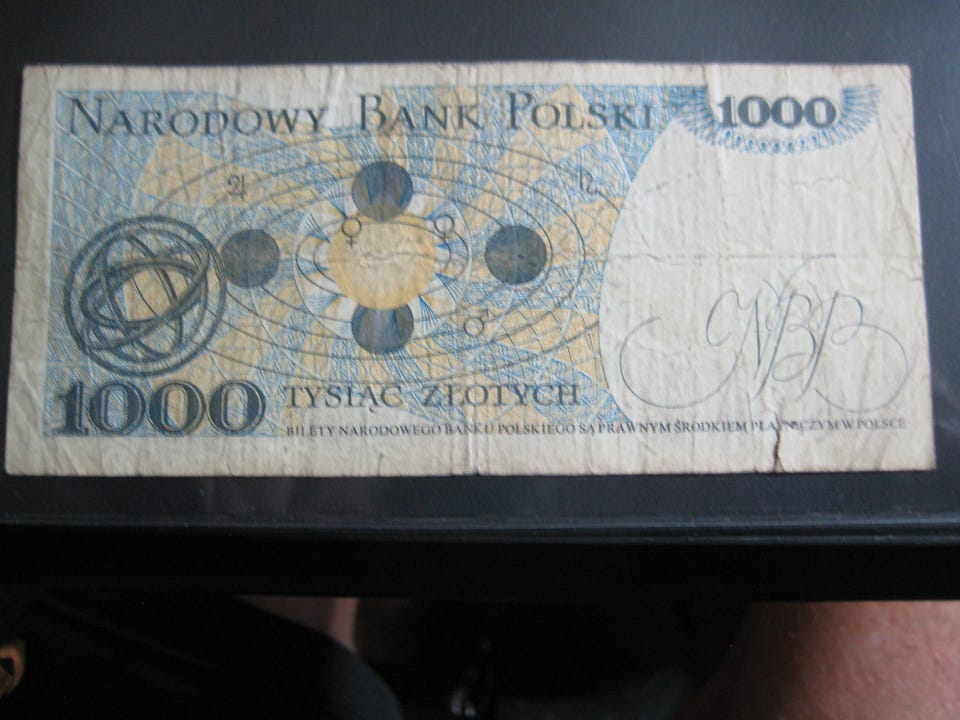 NARODOWY BANK POLSKI 1000
♃ ♄
♀ ☿
♂
NBP
1000 TYSIĄC ZŁOTYCH
BILETY NARODOWEGO BANKU POLSKIEGO SĄ PRAWNYM ŚRODKIEM PŁATNICZYM W POLSCE